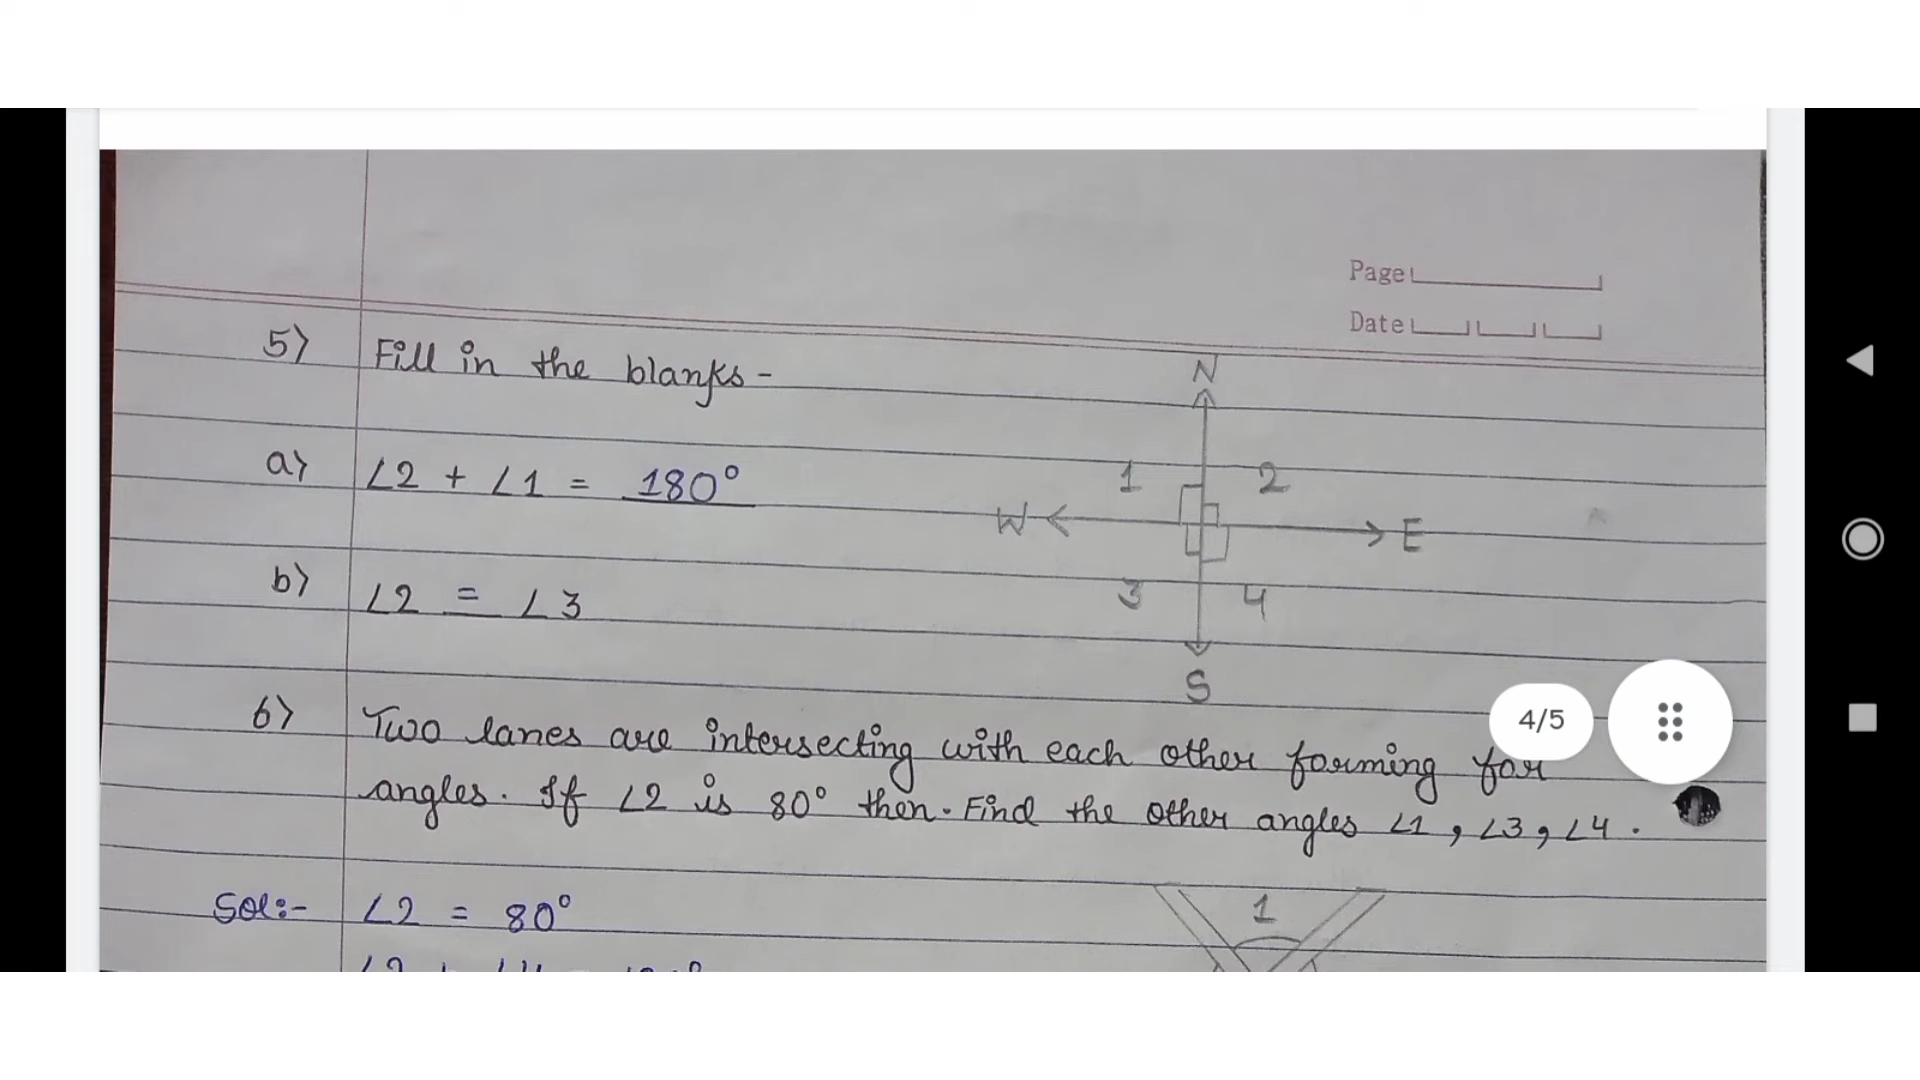 Page
Date
5) Fill in the blanks -
N
a) ∠2 + ∠1 = 180°
1 2
W E
b) ∠2 = ∠3
3 4
S
4/5
6) Two lanes are intersecting with each other forming for
angles. If ∠2 is 80° then. Find the other angles ∠1, ∠3, ∠4.
Sol:- ∠2 = 80°
1